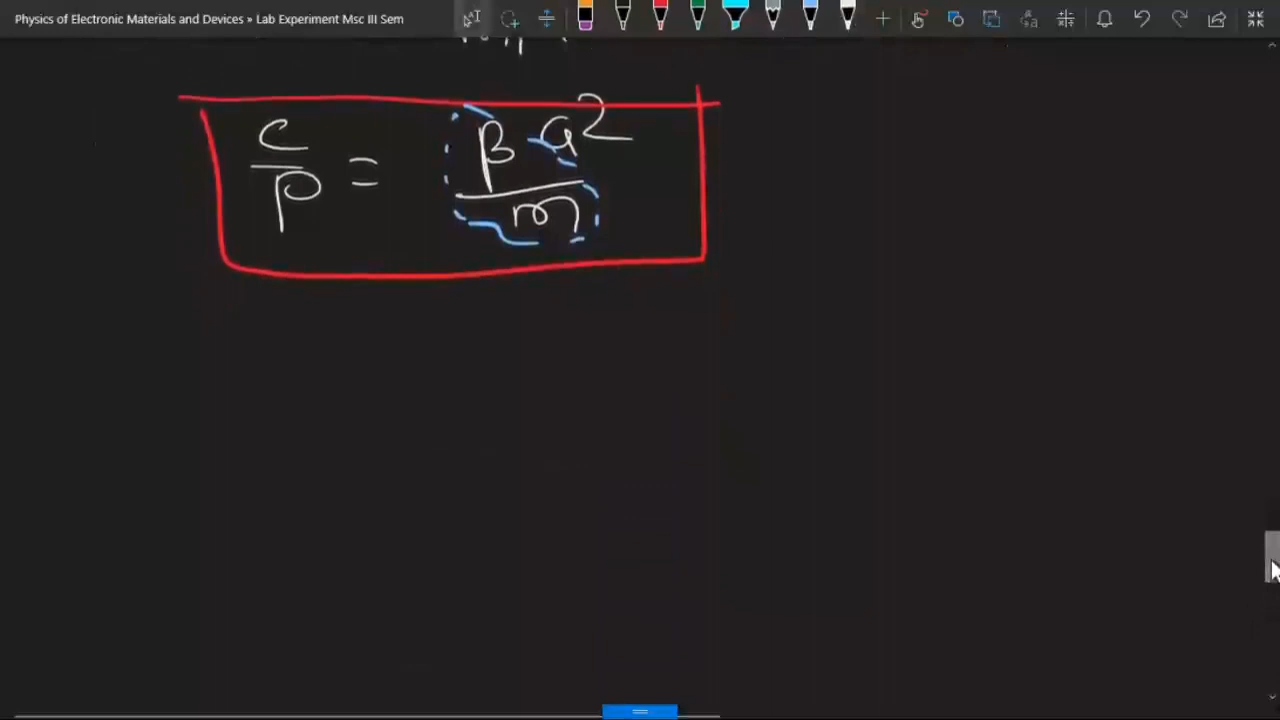 Physics of Electronic Materials and Devices » Lab Experiment Msc III Sem
c/p = βa²/m